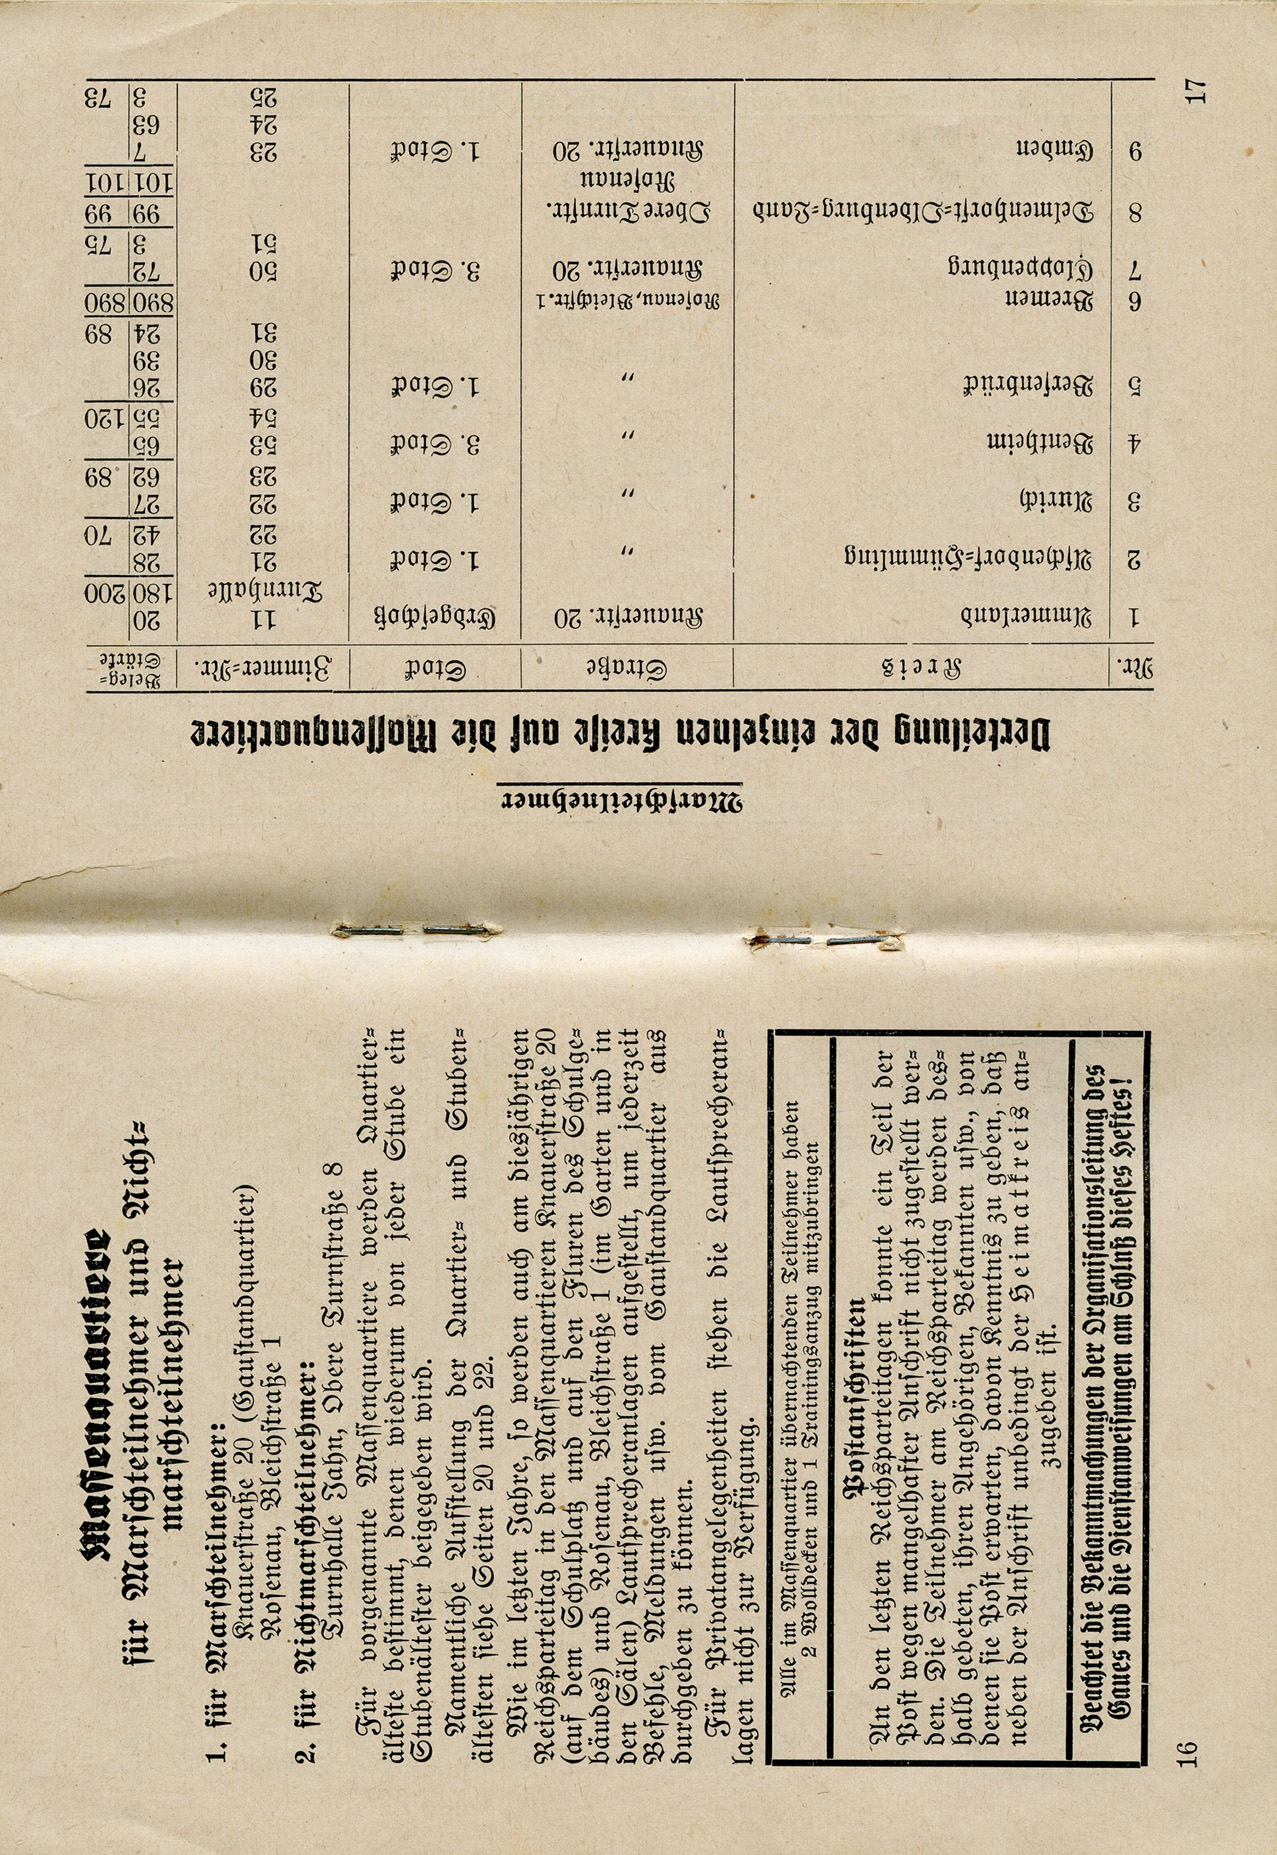 Massenquartiere
für Marschteilnehmer und Nicht-
marschteilnehmer
1. für Marschteilnehmer:
Knauerstraße 20 (Gaustandquartier)
Rosenau, Bleichstraße 1
2. für Nichtmarschteilnehmer:
Turnhalle Jahn, Obere Turnstraße 8
Für vorgenannte Massenquartiere werden Quartier-
älteste bestimmt, denen wiederum von jeder Stube ein
Stubenältester beigegeben wird.
Namentliche Aufstellung der Quartier- und Stuben-
ältesten siehe Seiten 20 und 22.
Wie im letzten Jahre, so werden auch am diesjährigen
Reichsparteitag in den Massenquartieren Knauerstraße 20
(auf dem Schulplatz und auf den Fluren des Schulge-
bäudes) und Rosenau, Bleichstraße 1 (im Garten und in
den Sälen) Lautsprecheranlagen aufgestellt, um jederzeit
Befehle, Meldungen usw. vom Gaustandquartier aus
durchgeben zu können.
Für Privatangelegenheiten stehen die Lautsprecheran-
lagen nicht zur Verfügung.
Alle im Massenquartier übernachtenden Teilnehmer haben
2 Wolldecken und 1 Trainingsanzug mitzubringen
Postanschriften
An den letzten Reichsparteitagen konnte ein Teil der
Post wegen mangelhafter Anschrift nicht zugestellt wer-
den. Die Teilnehmer am Reichsparteitag werden des-
halb gebeten, ihren Angehörigen, Bekannten usw., von
denen sie Post erwarten, davon Kenntnis zu geben, daß
neben der Anschrift unbedingt der Heimatkreis an-
zugeben ist.
Beachtet die Bekanntmachungen der Organisationsleitung des
Gaues und die Dienstanweisungen am Schluß dieses Heftes!
16
Marschteilnehmer
Verteilung der einzelnen Kreise auf die Massenquartiere
Nr. Kreis Straße Stock Zimmer-Nr. Beleg-
Stärke
1 Ammerland Knauerstr. 20 Erdgeschoß 11 20
Turnhalle 180 200
2 Aschendorf-Hümmling „ 1. Stock 21 28
22 42 70
3 Aurich „ 1. Stock 22 27
23 62 89
4 Bentheim „ 3. Stock 53 65
54 55 120
5 Bersenbrück „ 1. Stock 29 26
30 39
31 24 89
6 Bremen Rosenau, Bleichstr. 1 890 890
7 Cloppenburg Knauerstr. 20 3. Stock 50 72
51 3 75
8 Delmenhorst-Oldenburg-Land Obere Turnstr. 99 99
Rosenau 101 101
9 Emden Knauerstr. 20 1. Stock 23 7
24 63
25 3 73
17